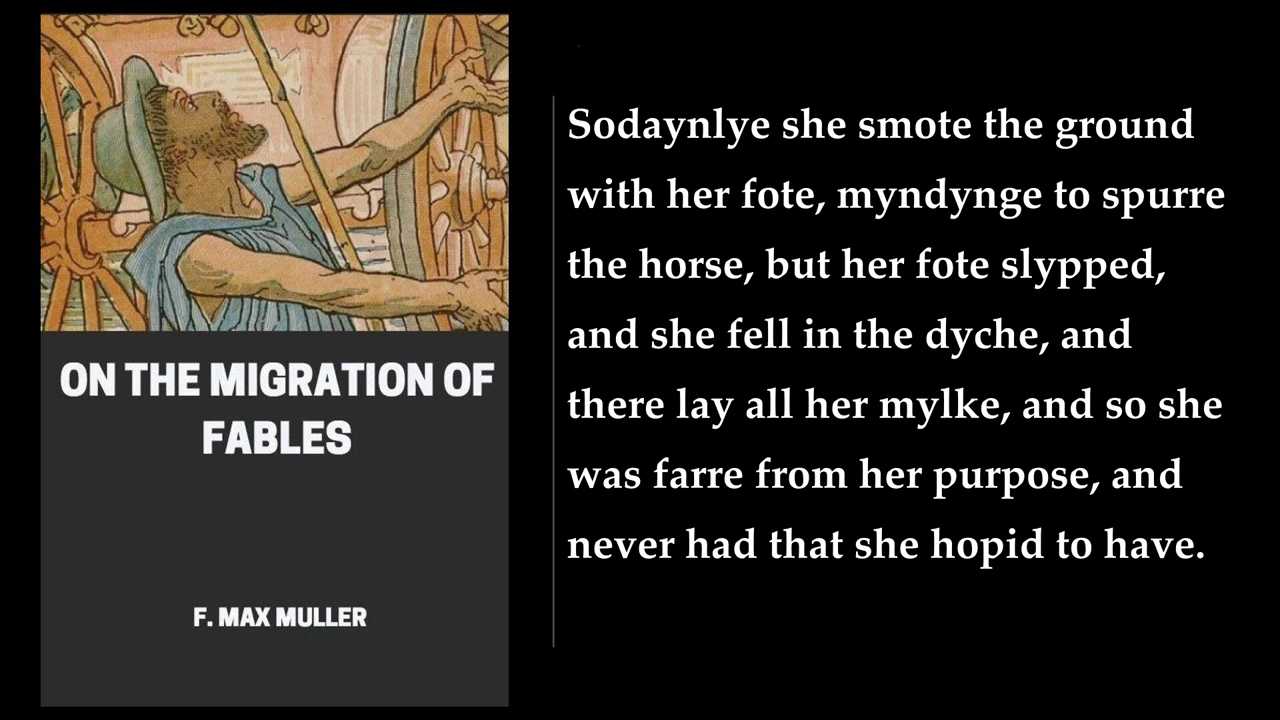 ON THE MIGRATION OF
FABLES
F. MAX MULLER
Sodaynlye she smote the ground
with her fote, myndynge to spurre
the horse, but her fote slypped,
and she fell in the dyche, and
there lay all her mylke, and so she
was farre from her purpose, and
never had that she hopid to have.